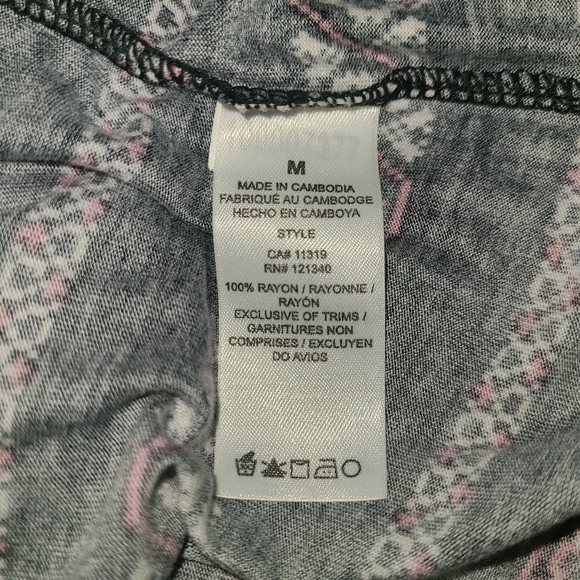 M
MADE IN CAMBODIA
FABRIQUÉ AU CAMBODGE
HECHO EN CAMBOYA
STYLE
CA# 11319
RN# 121340
100% RAYON / RAYONNE /
RAYÓN
EXCLUSIVE OF TRIMS /
GARNITURES NON
COMPRISES / EXCLUYEN
DO AVIOS